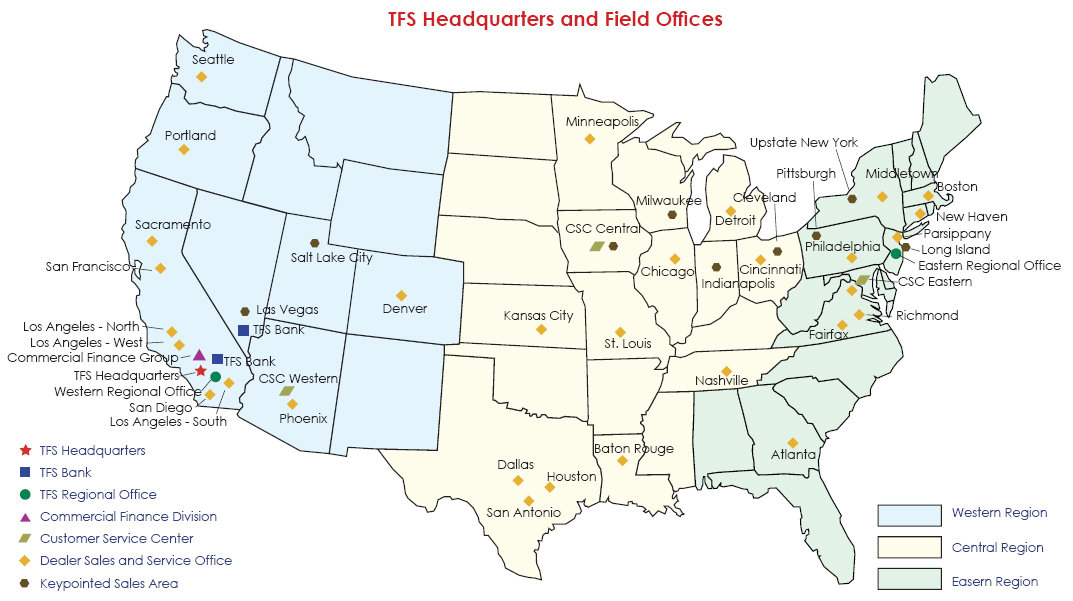 TFS Headquarters and Field Offices
Seattle
Portland
Minneapolis
Upstate New York
Pittsburgh
Middletown
Boston
Milwaukee
Cleveland
Detroit
New Haven
Sacramento
CSC Central
Parsippany
Philadelphia
Long Island
Salt Lake City
San Francisco
Chicago
Cincinnati
Indianapolis
Eastern Regional Office
CSC Eastern
Las Vegas
Denver
Kansas City
Richmond
Los Angeles - North
TFS Bank
St. Louis
Fairfax
Los Angeles - West
Commercial Finance Group
TFS Bank
TFS Headquarters
CSC Western
Nashville
Western Regional Office
San Diego
Phoenix
Los Angeles - South
Baton Rouge
Atlanta
Dallas
Houston
San Antonio
TFS Headquarters
TFS Bank
TFS Regional Office
Commercial Finance Division
Customer Service Center
Dealer Sales and Service Office
Keypointed Sales Area
Western Region
Central Region
Easern Region